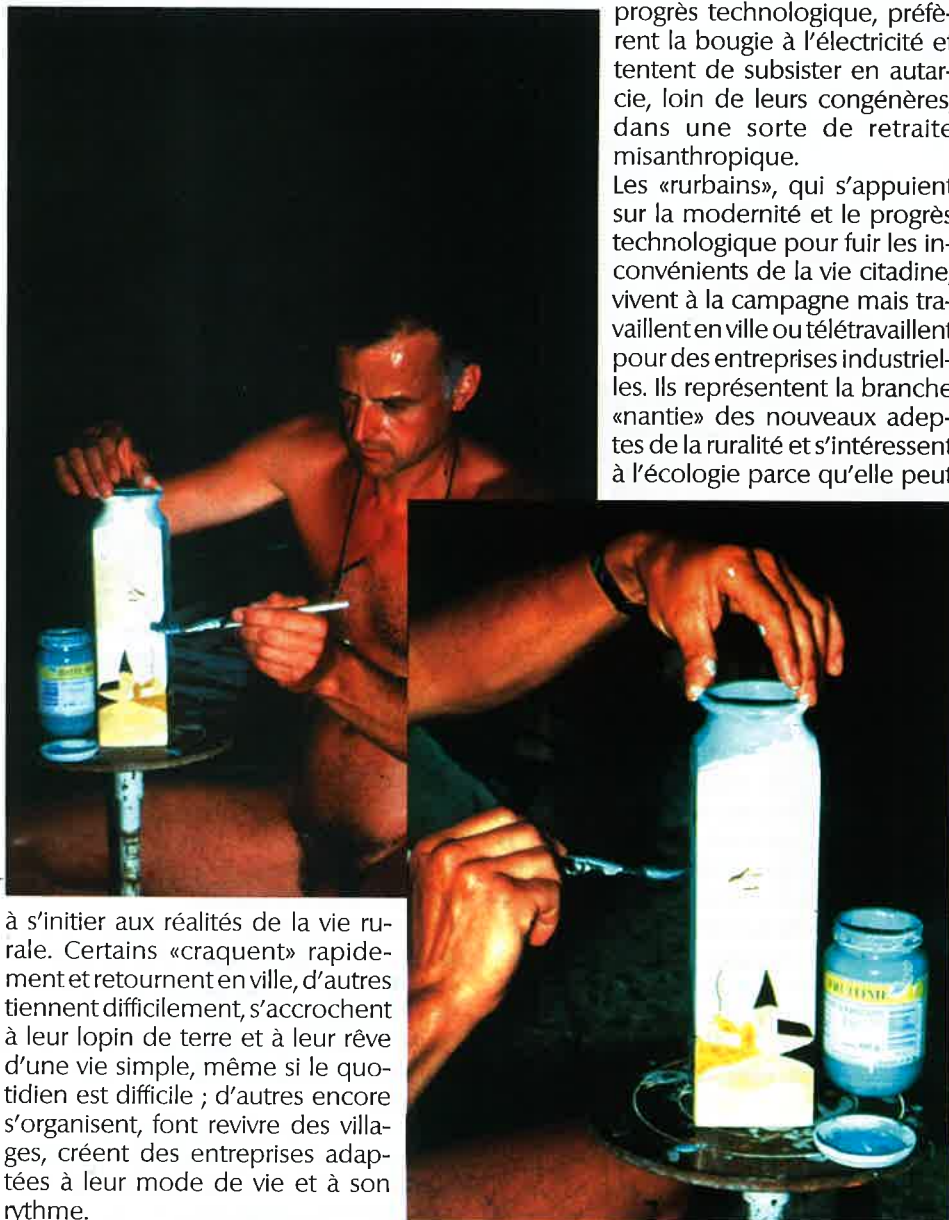 à s'initier aux réalités de la vie ru-
rale. Certains «craquent» rapide-
ment et retournent en ville, d'autres
tiennent difficilement, s'accrochent
à leur lopin de terre et à leur rêve
d'une vie simple, même si le quo-
tidien est difficile ; d'autres encore
s'organisent, font revivre des villa-
ges, créent des entreprises adap-
tées à leur mode de vie et à son
rythme.
progrès technologique, préfè-
rent la bougie à l'électricité et
tentent de subsister en autar-
cie, loin de leurs congénères,
dans une sorte de retraite
misanthropique.
Les «rurbains», qui s'appuient
sur la modernité et le progrès
technologique pour fuir les in-
convénients de la vie citadine,
vivent à la campagne mais tra-
vaillent en ville ou télétravaillent
pour des entreprises industriel-
les. Ils représentent la branche
«nantie» des nouveaux adep-
tes de la ruralité et s'intéressent
à l'écologie parce qu'elle peut